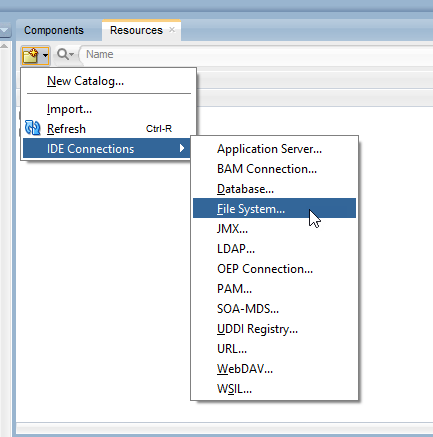 Components
Resources
Name
New Catalog...
Import...
Refresh Ctrl-R
IDE Connections
Application Server...
BAM Connection...
Database...
File System...
JMX...
LDAP...
OEP Connection...
PAM...
SOA-MDS...
UDDI Registry...
URL...
WebDAV...
WSIL...